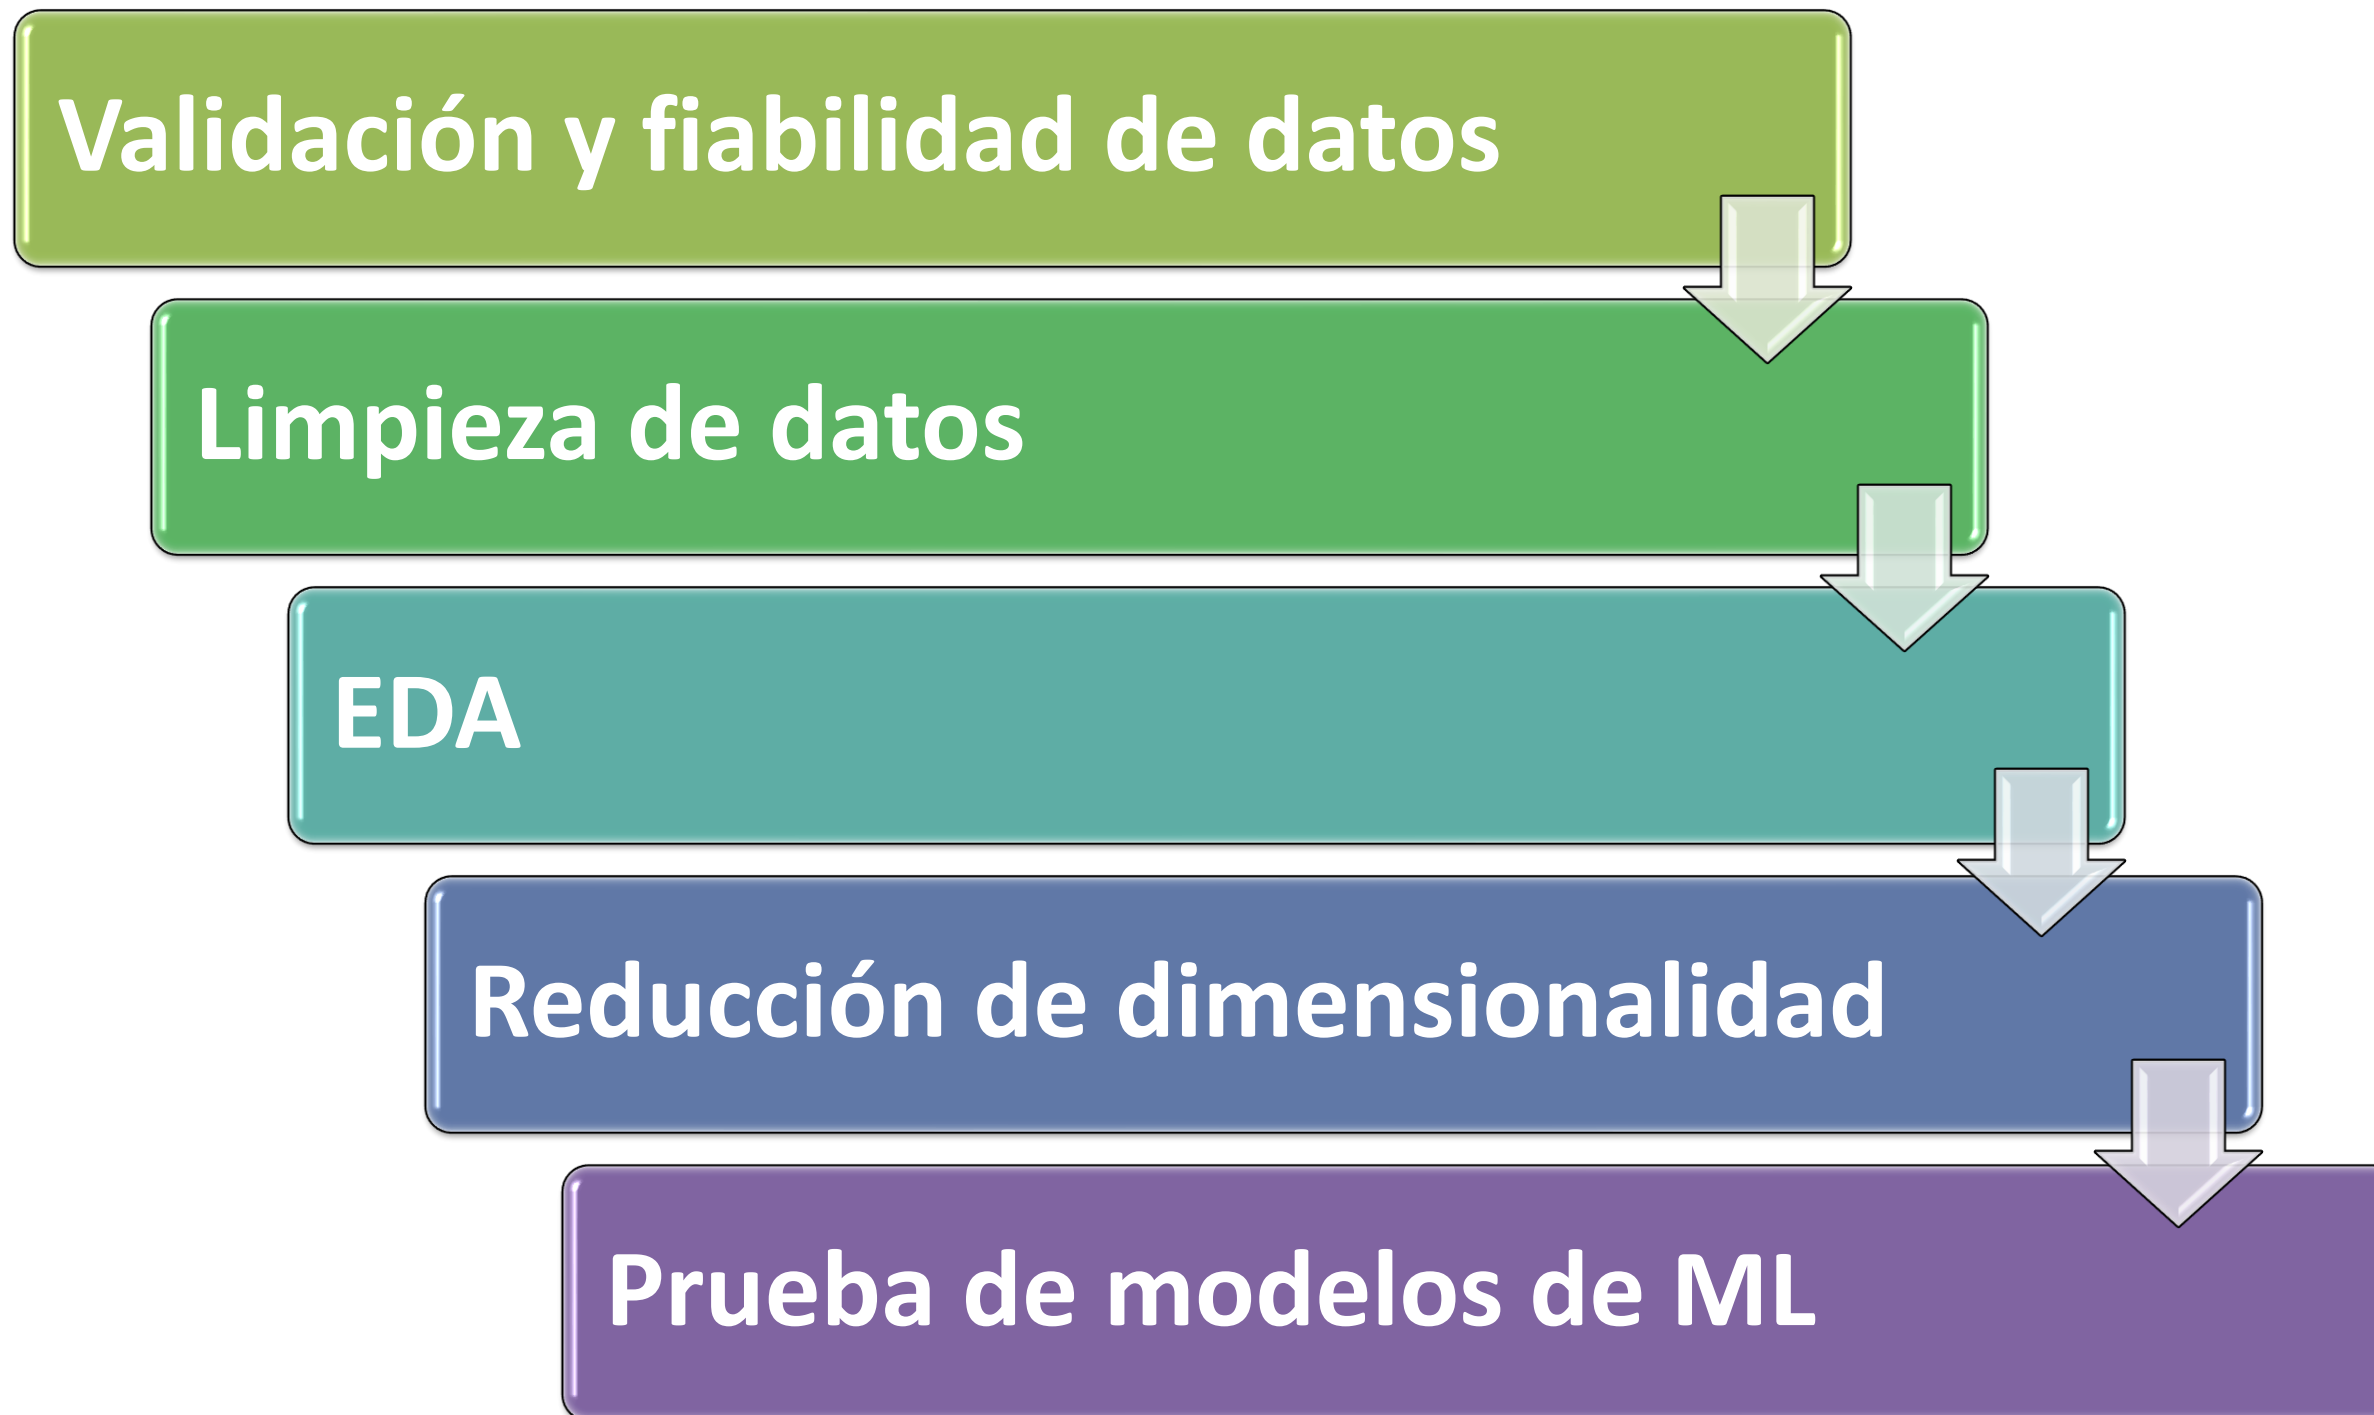 Validación y fiabilidad de datos
Limpieza de datos
EDA
Reducción de dimensionalidad
Prueba de modelos de ML